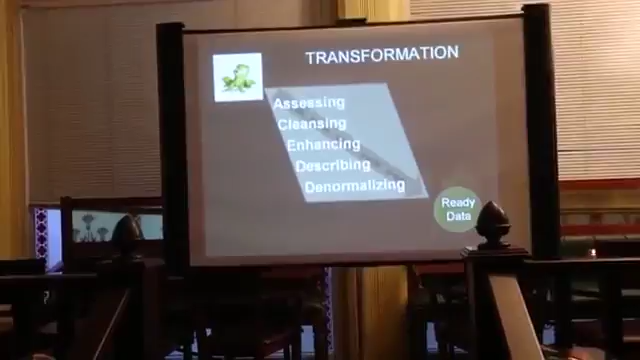 TRANSFORMATION
Assessing
Cleansing
Enhancing
Describing
Denormalizing
Ready
Data